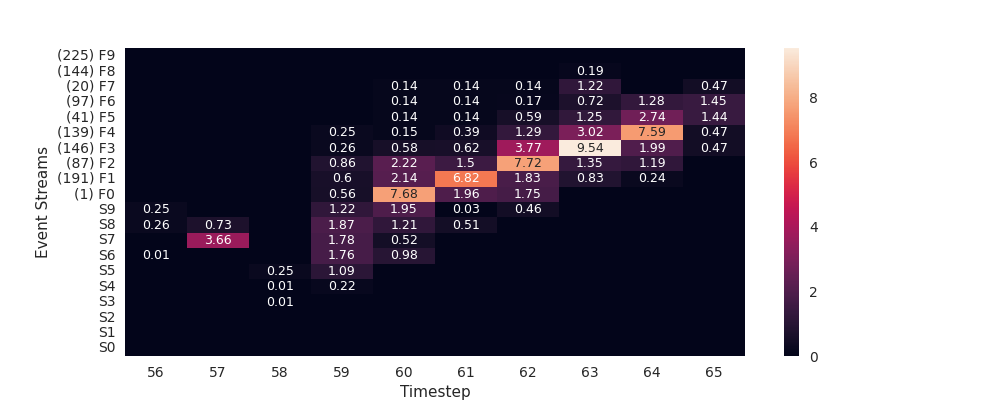 (225) F9
(144) F8 0.19
(20) F7 0.14 0.14 0.14 1.22 0.47
(97) F6 0.14 0.14 0.17 0.72 1.28 1.45
(41) F5 0.14 0.14 0.59 1.25 2.74 1.44
(139) F4 0.25 0.15 0.39 1.29 3.02 7.59 0.47
(146) F3 0.26 0.58 0.62 3.77 9.54 1.99 0.47
(87) F2 0.86 2.22 1.5 7.72 1.35 1.19
(191) F1 0.6 2.14 6.82 1.83 0.83 0.24
(1) F0 0.56 7.68 1.96 1.75
S9 0.25 1.22 1.95 0.03 0.46
S8 0.26 0.73 1.87 1.21 0.51
S7 3.66 1.78 0.52
S6 0.01 1.76 0.98
S5 0.25 1.09
S4 0.01 0.22
S3 0.01
S2
S1
S0
56 57 58 59 60 61 62 63 64 65
Timestep
Event Streams
8
6
4
2
0